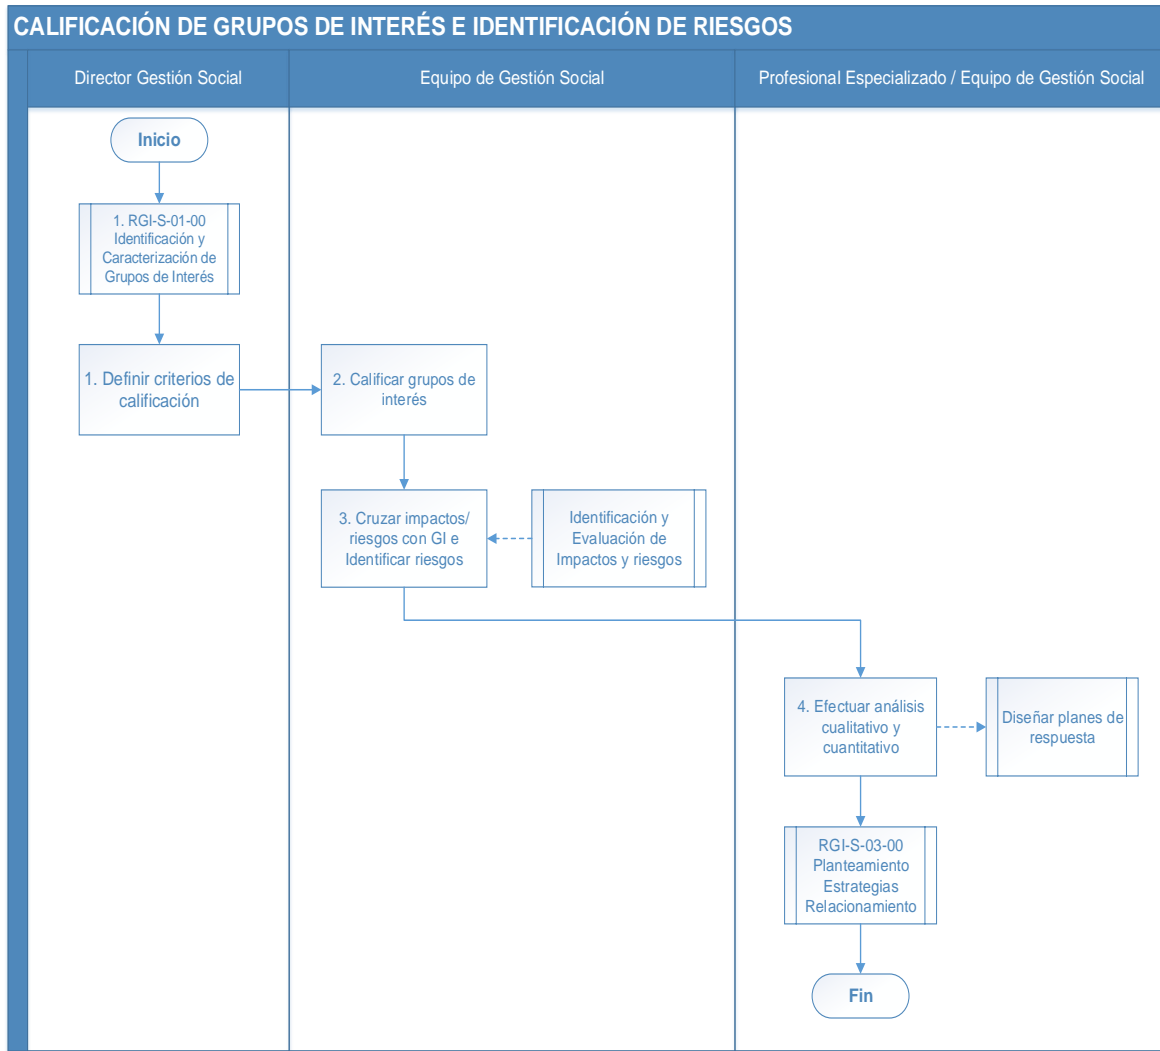 CALIFICACIÓN DE GRUPOS DE INTERÉS E IDENTIFICACIÓN DE RIESGOS
Director Gestión Social
Equipo de Gestión Social
Profesional Especializado / Equipo de Gestión Social
Inicio
1. RGI-S-01-00
Identificación y
Caracterización de
Grupos de Interés
1. Definir criterios de
calificación
2. Calificar grupos de
interés
3. Cruzar impactos/
riesgos con GI e
Identificar riesgos
Identificación y
Evaluación de
Impactos y riesgos
4. Efectuar análisis
cualitativo y
cuantitativo
Diseñar planes de
respuesta
RGI-S-03-00
Planteamiento
Estrategias
Relacionamiento
Fin